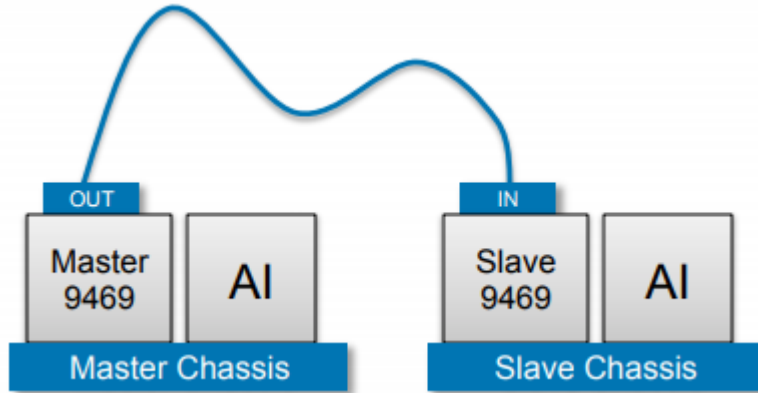 OUT
IN
Master
9469
AI
Slave
9469
AI
Master Chassis
Slave Chassis